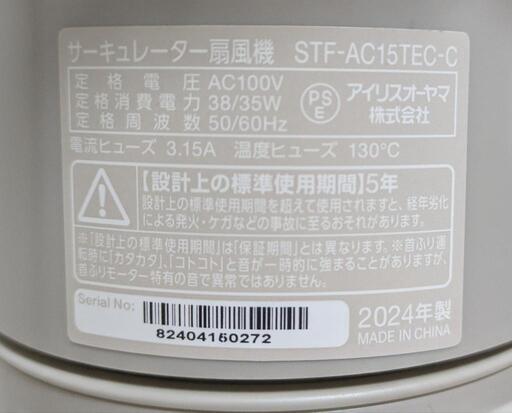 サーキュレーター扇風機 STF-AC15TEC-C
定格電圧 AC100V
定格消費電力 38/35W
定格周波数 50/60Hz
PSE
アイリスオーヤマ
株式会社
電流ヒューズ 3.15A 温度ヒューズ 130°C
【設計上の標準使用期間】5年
設計上の標準使用期間を超えて使用されますと、経年劣化
による発火・ケガなどの事故に至るおそれがあります。
※「設計上の標準使用期間」は「保証期間」とは異なります。※首ふり運
転時に「カタカタ」、「コトコト」と音が一時的に強まることがありますが、
首ふりモーター特有の音で異常ではありません。
Serial No:
82404150272
2024年製
MADE IN CHINA